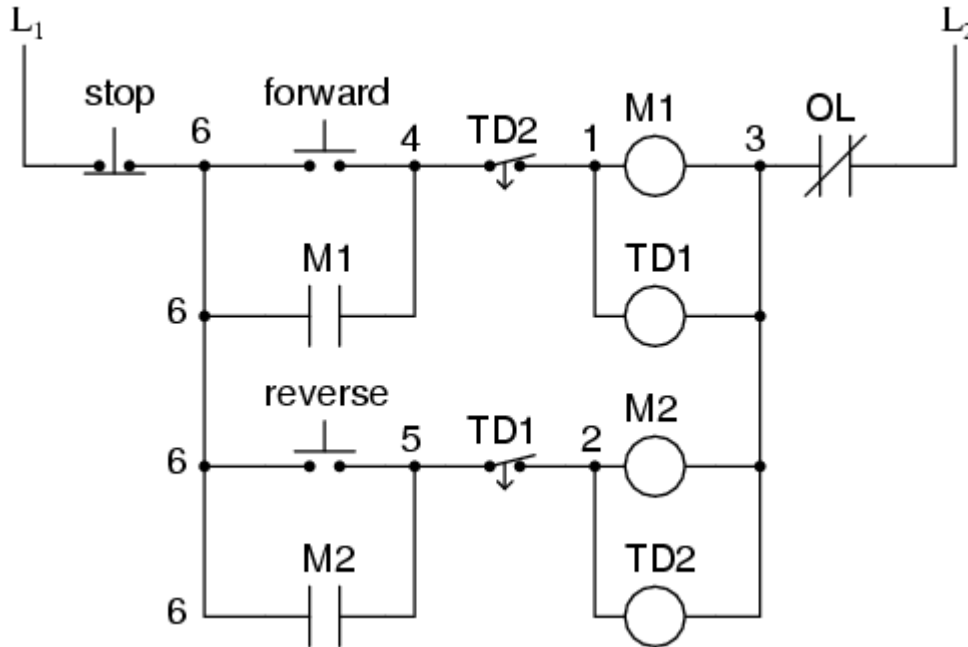 L1 L2
stop forward M1 OL
6 4 TD2 1 3
M1 TD1
6
reverse M2
6 5 TD1 2
M2 TD2
6